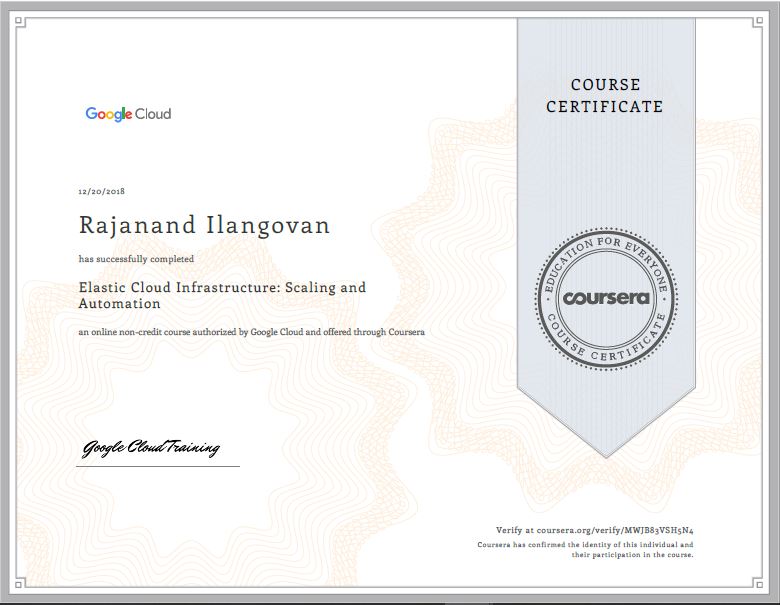 COURSE
CERTIFICATE
Google Cloud
12/20/2018
Rajanand Ilangovan
has successfully completed
Elastic Cloud Infrastructure: Scaling and
Automation
an online non-credit course authorized by Google Cloud and offered through Coursera
EDUCATION FOR EVERYONE
coursera
COURSE CERTIFICATE
Google Cloud Training
Verify at coursera.org/verify/MWJB83VSH5N4
Coursera has confirmed the identity of this individual and
their participation in the course.